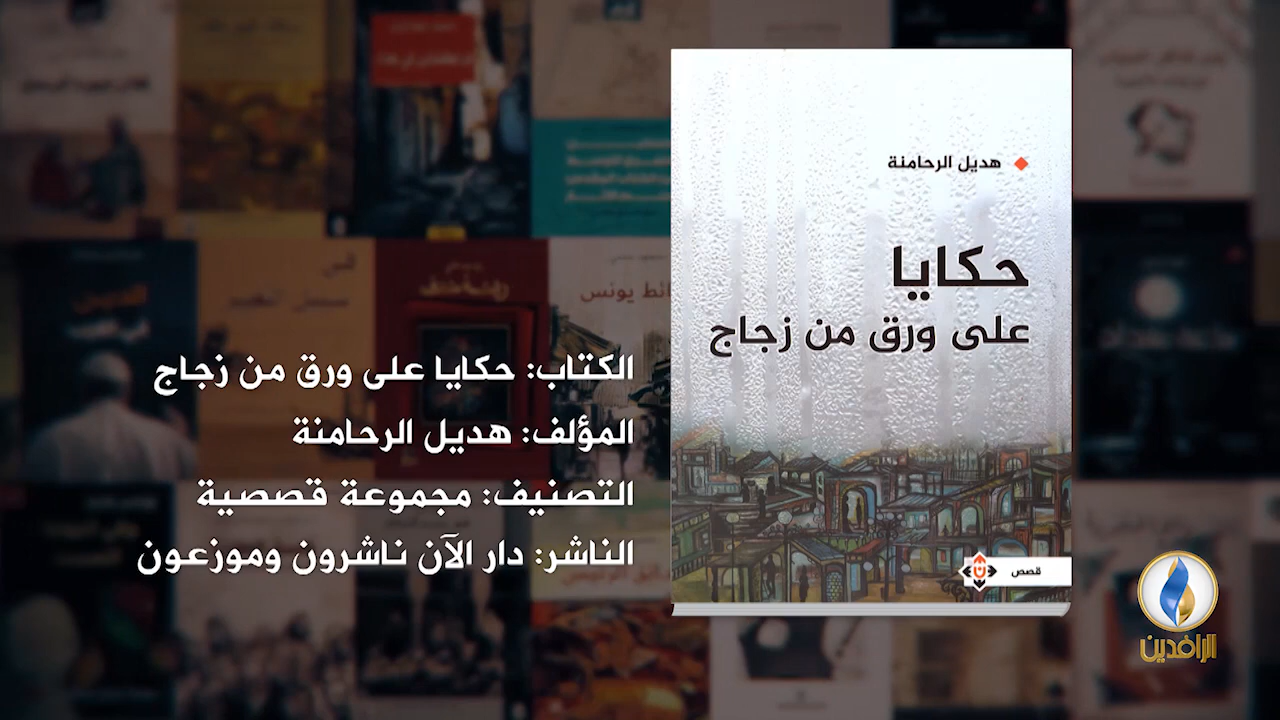 هديل الرحامنة
حكايا
على ورق من زجاج
قصص
الكتاب: حكايا على ورق من زجاج
المؤلف: هديل الرحامنة
التصنيف: مجموعة قصصية
الناشر: دار الآن ناشرون وموزعون
الرافدين